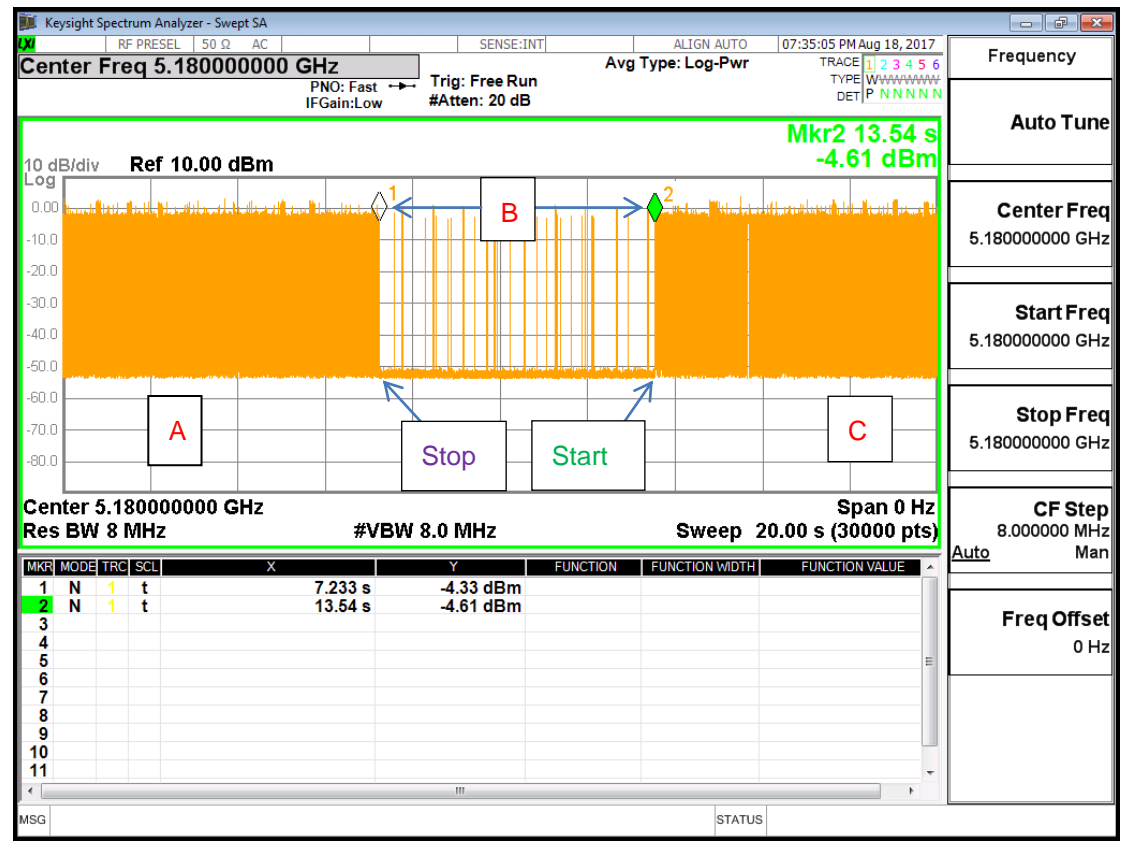 Keysight Spectrum Analyzer - Swept SA
LXI RF PRESEL 50 Ω AC SENSE:INT ALIGN AUTO 07:35:05 PM Aug 18, 2017
Center Freq 5.180000000 GHz
PNO: Fast
IFGain:Low
Trig: Free Run
#Atten: 20 dB
Avg Type: Log-Pwr
TRACE 1 2 3 4 5 6
TYPE WWWWWW
DET P N N N N N
Mkr2 13.54 s
-4.61 dBm
10 dB/div Ref 10.00 dBm
Log
0.00
-10.0
-20.0
-30.0
-40.0
-50.0
-60.0
-70.0
-80.0
1
2
B
A
C
Stop
Start
Center 5.180000000 GHz Span 0 Hz
Res BW 8 MHz #VBW 8.0 MHz Sweep 20.00 s (30000 pts)
MKR MODE TRC SCL X Y FUNCTION FUNCTION WIDTH FUNCTION VALUE
1 N 1 t 7.233 s -4.33 dBm
2 N 1 t 13.54 s -4.61 dBm
3
4
5
6
7
8
9
10
11
MSG STATUS
Frequency
Auto Tune
Center Freq
5.180000000 GHz
Start Freq
5.180000000 GHz
Stop Freq
5.180000000 GHz
CF Step
8.000000 MHz
Auto Man
Freq Offset
0 Hz